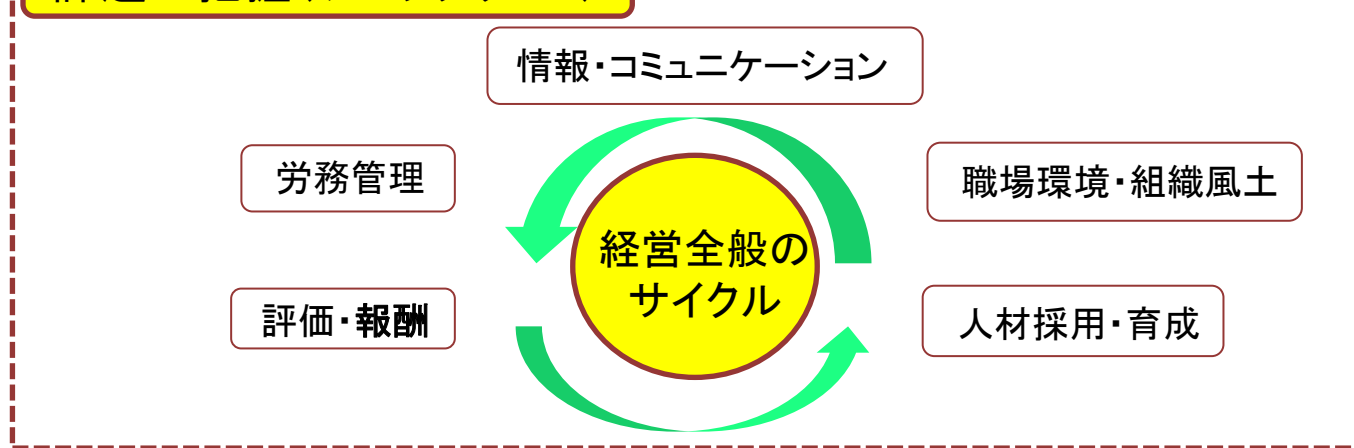 情報・コミュニケーション
労務管理
職場環境・組織風土
経営全般の
サイクル
評価・報酬
人材採用・育成